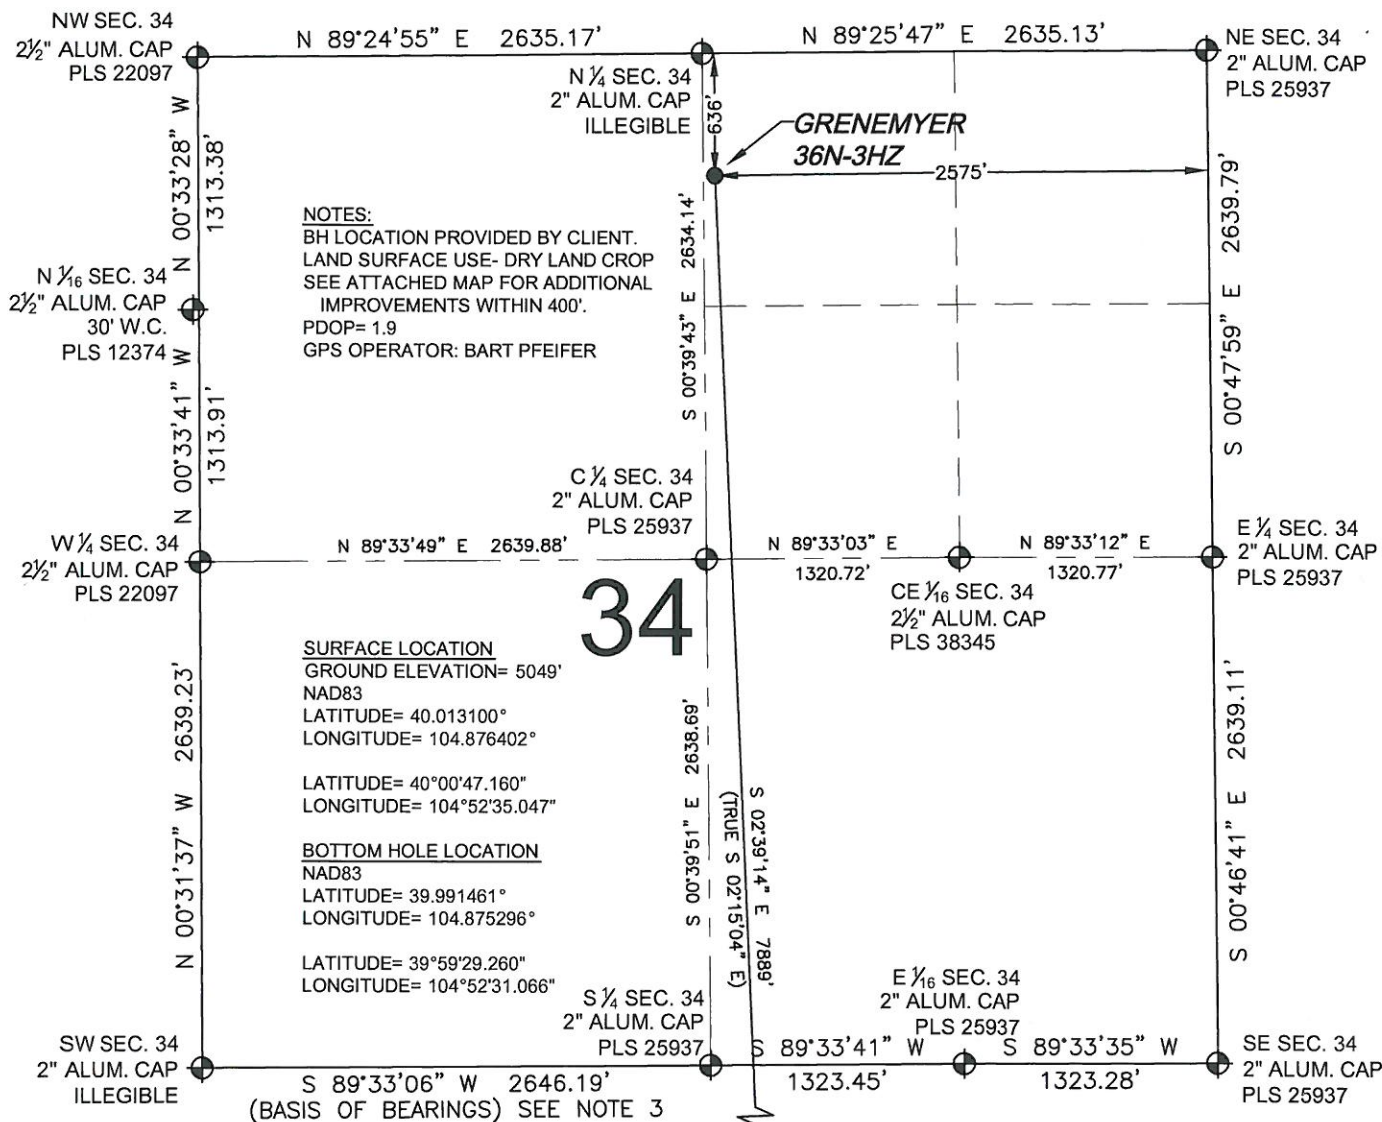 NW SEC. 34
2½" ALUM. CAP
PLS 22097
N 89°24'55" E 2635.17'
N ¼ SEC. 34
2" ALUM. CAP
ILLEGIBLE
N 89°25'47" E 2635.13'
NE SEC. 34
2" ALUM. CAP
PLS 25937
636'
GRENEMYER
36N-3HZ
2575'
N 00°33'28" W
1313.38'
NOTES:
BH LOCATION PROVIDED BY CLIENT.
LAND SURFACE USE- DRY LAND CROP
SEE ATTACHED MAP FOR ADDITIONAL
IMPROVEMENTS WITHIN 400'.
PDOP= 1.9
GPS OPERATOR: BART PFEIFER
S 00°39'43" E 2634.14'
S 00°47'59" E 2639.79'
N 1⁄16 SEC. 34
2½" ALUM. CAP
30' W.C.
PLS 12374
N 00°33'41" W
1313.91'
C ¼ SEC. 34
2" ALUM. CAP
PLS 25937
W ¼ SEC. 34
2½" ALUM. CAP
PLS 22097
N 89°33'49" E 2639.88'
N 89°33'03" E
1320.72'
N 89°33'12" E
1320.77'
E ¼ SEC. 34
2" ALUM. CAP
PLS 25937
CE 1⁄16 SEC. 34
2½" ALUM. CAP
PLS 38345
34
SURFACE LOCATION
GROUND ELEVATION= 5049'
NAD83
LATITUDE= 40.013100°
LONGITUDE= 104.876402°
LATITUDE= 40°00'47.160"
LONGITUDE= 104°52'35.047"
BOTTOM HOLE LOCATION
NAD83
LATITUDE= 39.991461°
LONGITUDE= 104.875296°
LATITUDE= 39°59'29.260"
LONGITUDE= 104°52'31.066"
N 00°31'37" W 2639.23'
S 00°39'51" E 2638.69'
S 02°39'14" E 7889'
(TRUE S 02°15'04" E)
S 00°46'41" E 2639.11'
S ¼ SEC. 34
2" ALUM. CAP
PLS 25937
E 1⁄16 SEC. 34
2" ALUM. CAP
PLS 25937
SW SEC. 34
2" ALUM. CAP
ILLEGIBLE
S 89°33'06" W 2646.19'
(BASIS OF BEARINGS) SEE NOTE 3
S 89°33'41" W
1323.45'
S 89°33'35" W
1323.28'
SE SEC. 34
2" ALUM. CAP
PLS 25937